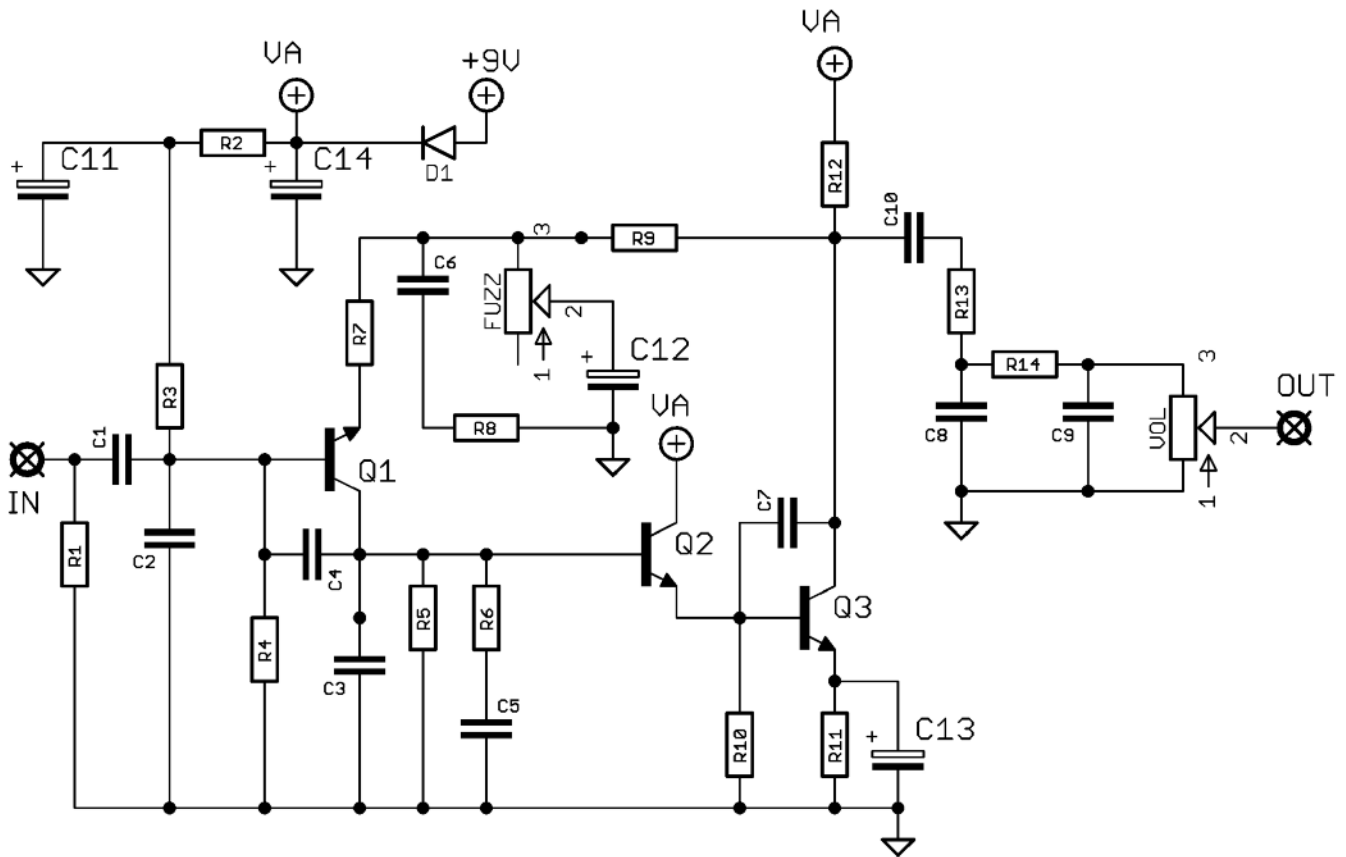 VA
VA
+9V
R2
C11
+
C14
+
D1
R12
C10
3
R9
C6
FUZZ
2
R13
R7
1
C12
+
R3
VA
R14
3
OUT
C1
R8
C8
C9
VOL
2
IN
Q1
1
C7
R1
C2
C4
Q2
R5
R6
Q3
R4
C3
C5
R10
R11
C13
+